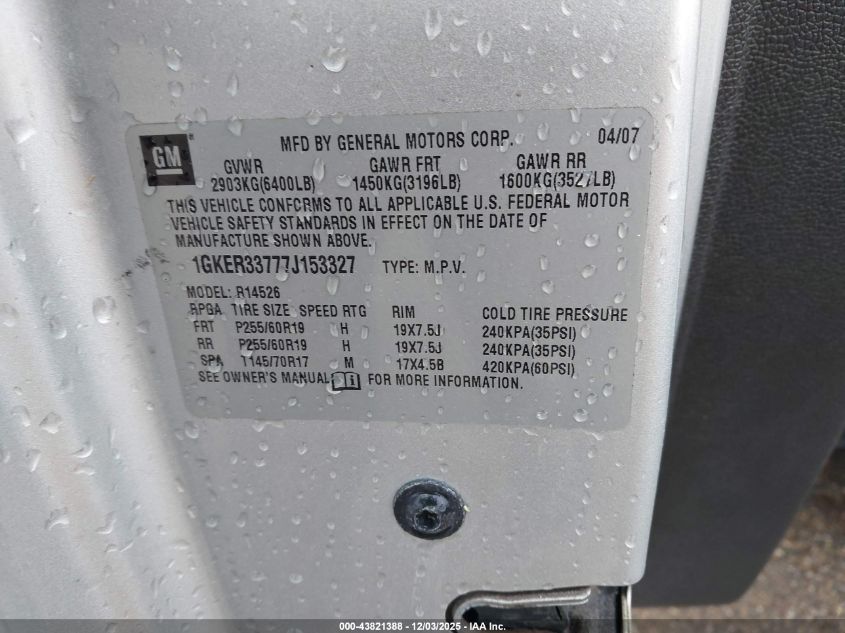 GM
MFD BY GENERAL MOTORS CORP. 04/07
GVWR GAWR FRT GAWR RR
2903KG(6400LB) 1450KG(3196LB) 1600KG(3527LB)
THIS VEHICLE CONFORMS TO ALL APPLICABLE U.S. FEDERAL MOTOR
VEHICLE SAFETY STANDARDS IN EFFECT ON THE DATE OF
MANUFACTURE SHOWN ABOVE.
1GKER33777J153327 TYPE: M.P.V.
MODEL: R14526
RPGA TIRE SIZE SPEED RTG RIM COLD TIRE PRESSURE
FRT P255/60R19 H 19X7.5J 240KPA(35PSI)
RR P255/60R19 H 19X7.5J 240KPA(35PSI)
SPA T145/70R17 M 17X4.5B 420KPA(60PSI)
SEE OWNER'S MANUAL i FOR MORE INFORMATION.
000-43821388 - 12/03/2025 - IAA Inc.